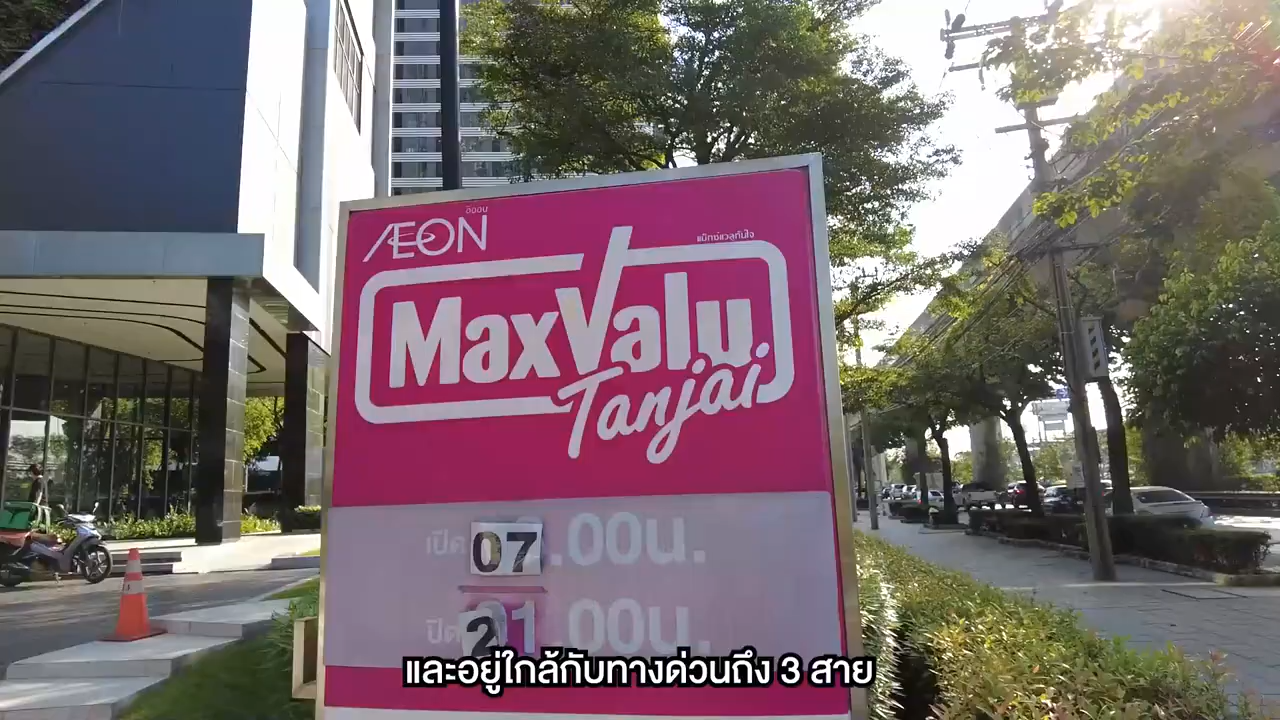 อิออน
ÆON
แม็กซ์แวลูทันใจ
MaxValu
Tanjai
เปิด 07.00น.
ปิด 21.00น.
และอยู่ใกล้กับทางด่วนถึง 3 สาย